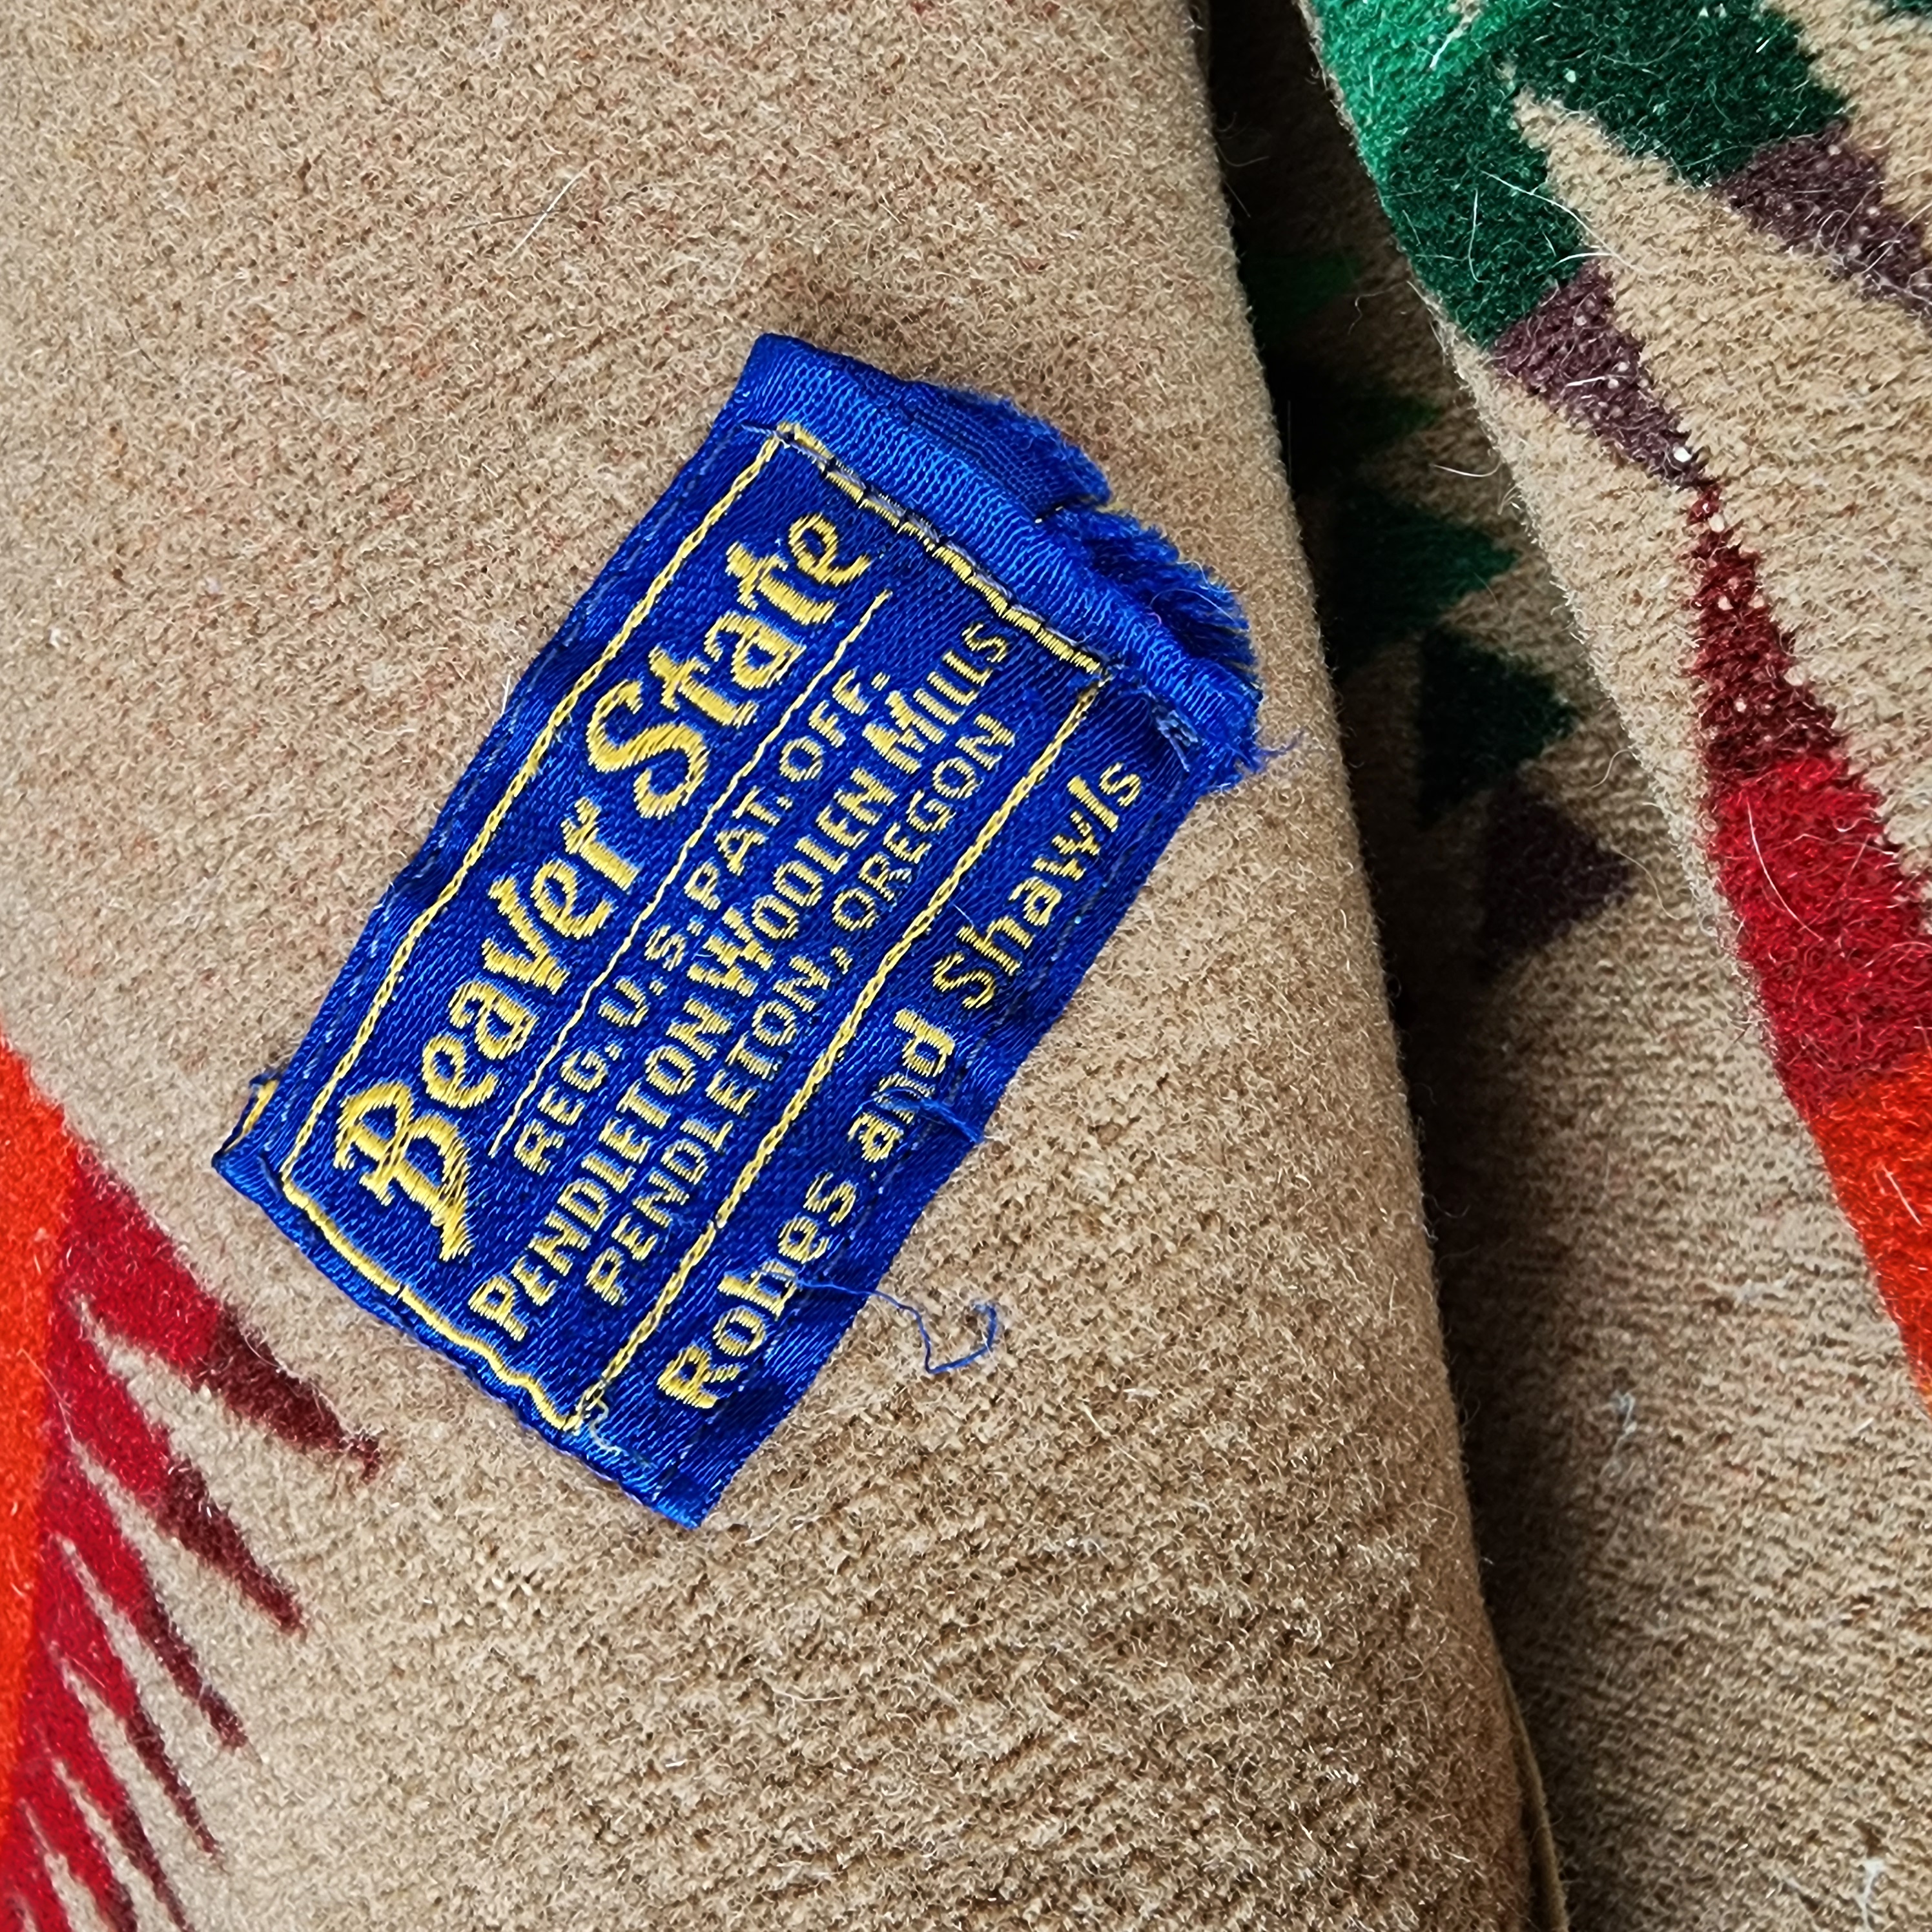 Beaver State
REG. U.S. PAT. OFF.
PENDLETON WOOLEN MILLS
PENDLETON, OREGON
Robes and Shawls